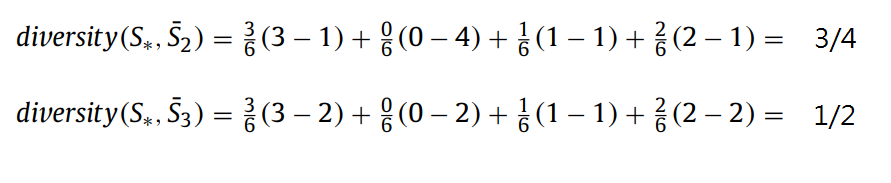 diversity(S∗, S̄₂) = 3/6(3 – 1) + 0/6(0 – 4) + 1/6(1 – 1) + 2/6(2 – 1) = 3/4
diversity(S∗, S̄₃) = 3/6(3 – 2) + 0/6(0 – 2) + 1/6(1 – 1) + 2/6(2 – 2) = 1/2